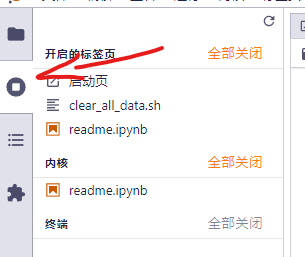 开启的标签页 全部关闭
启动页
clear_all_data.sh
readme.ipynb
内核 全部关闭
readme.ipynb
终端 全部关闭